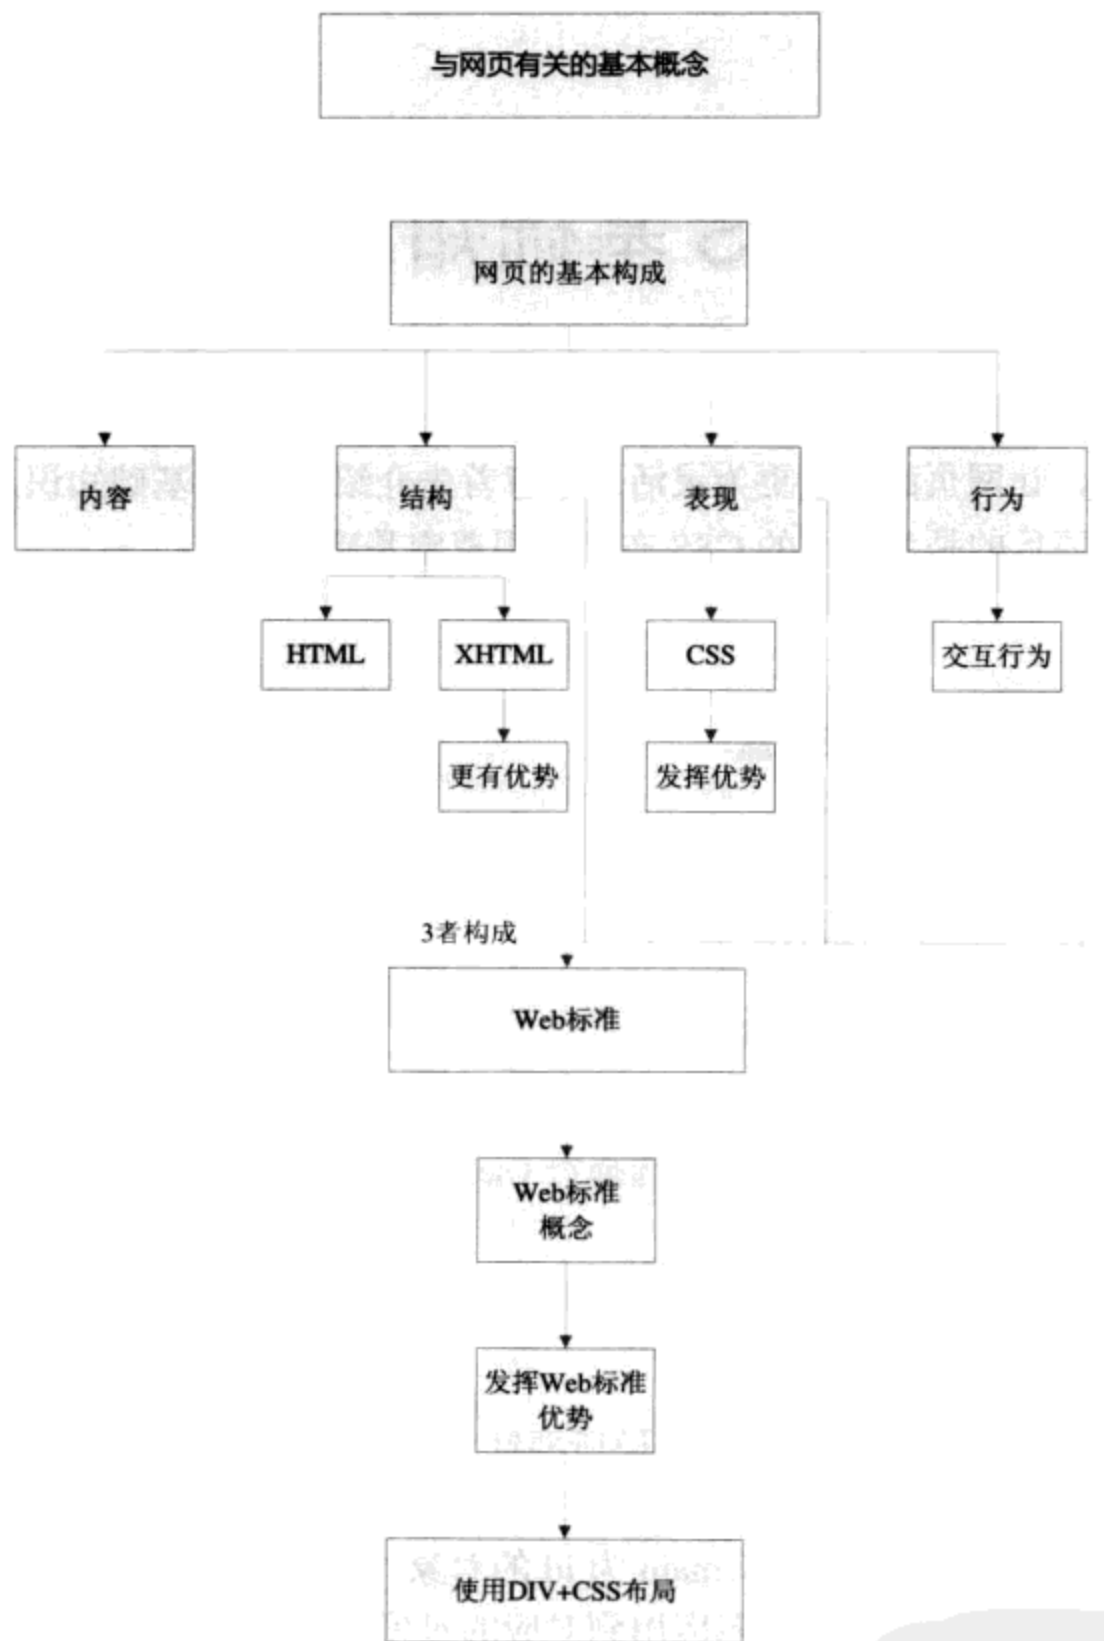 与网页有关的基本概念
网页的基本构成
内容
结构
表现
行为
HTML
XHTML
CSS
交互行为
更有优势
发挥优势
3者构成
Web标准
Web标准
概念
发挥Web标准
优势
使用DIV+CSS布局